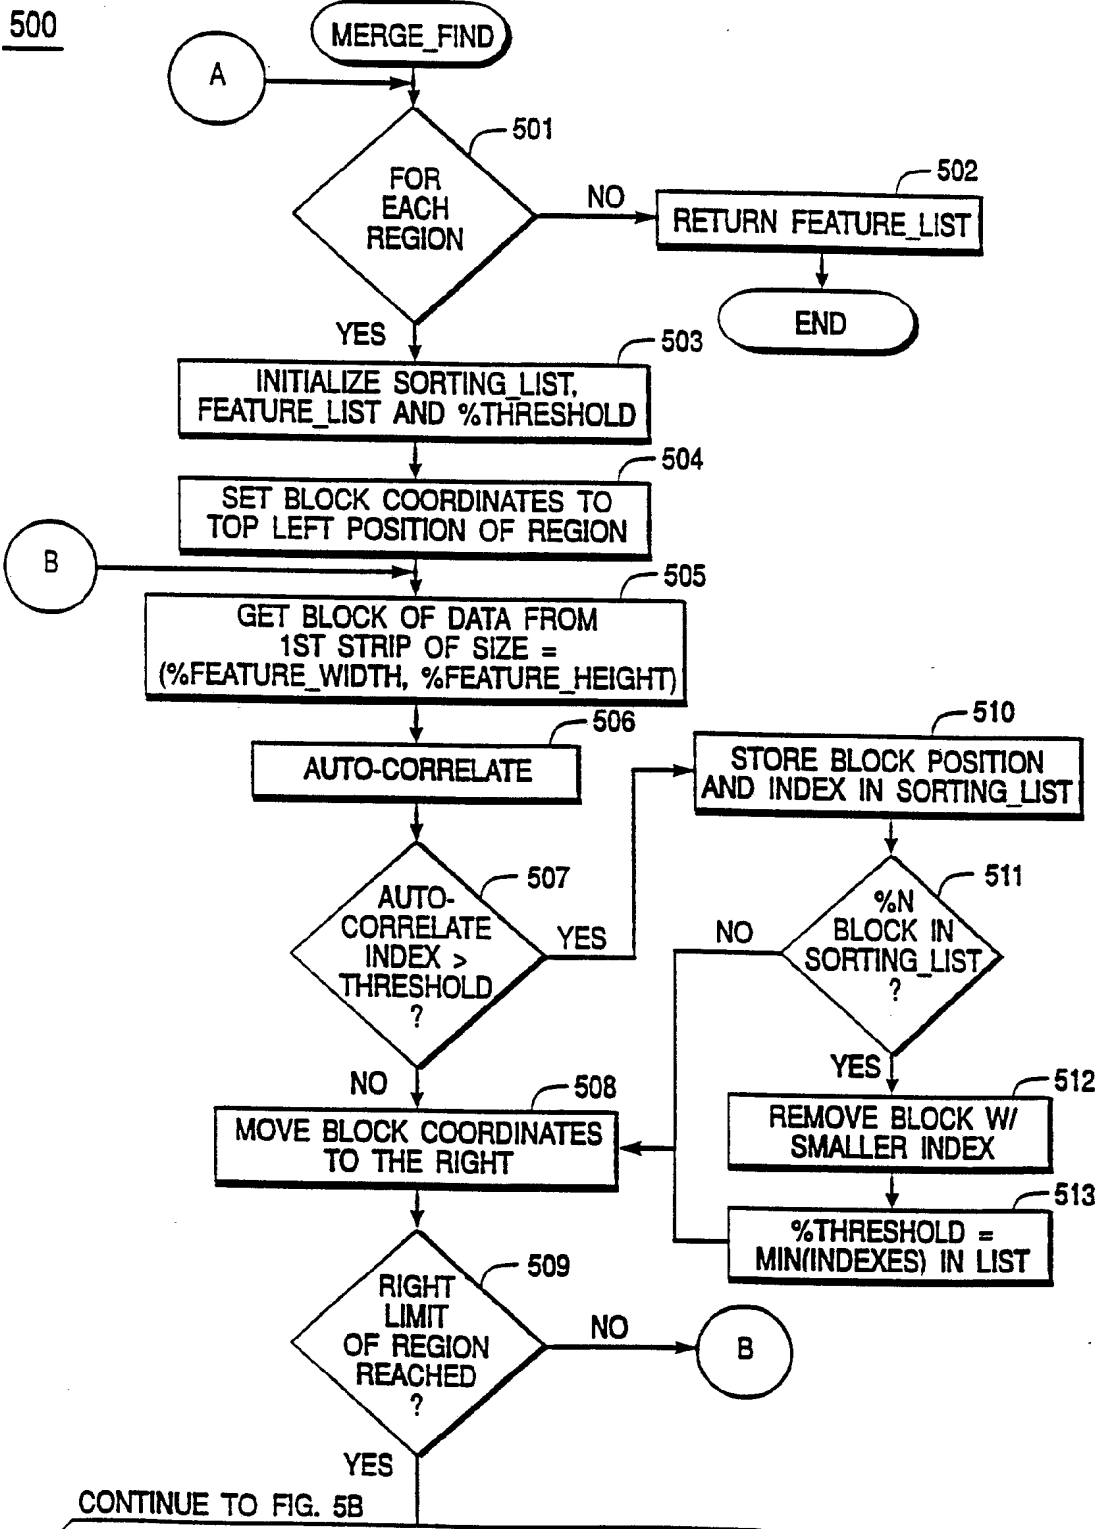 500
MERGE_FIND
A
501
FOR
EACH
REGION
NO
502
RETURN FEATURE_LIST
END
YES
503
INITIALIZE SORTING_LIST,
FEATURE_LIST AND %THRESHOLD
504
SET BLOCK COORDINATES TO
TOP LEFT POSITION OF REGION
B
505
GET BLOCK OF DATA FROM
1ST STRIP OF SIZE =
(%FEATURE_WIDTH, %FEATURE_HEIGHT)
506
AUTO-CORRELATE
507
AUTO-
CORRELATE
INDEX >
THRESHOLD
?
YES
510
STORE BLOCK POSITION
AND INDEX IN SORTING_LIST
511
%N
BLOCK IN
SORTING_LIST
?
NO
YES
512
REMOVE BLOCK W/
SMALLER INDEX
513
%THRESHOLD =
MIN(INDEXES) IN LIST
NO
508
MOVE BLOCK COORDINATES
TO THE RIGHT
509
RIGHT
LIMIT
OF REGION
REACHED
?
NO
B
YES
CONTINUE TO FIG. 5B